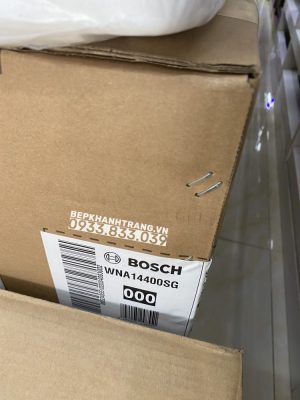 BEPKHANHTRANG.VN
0933.833.039
BOSCH
WNA14400SG
000